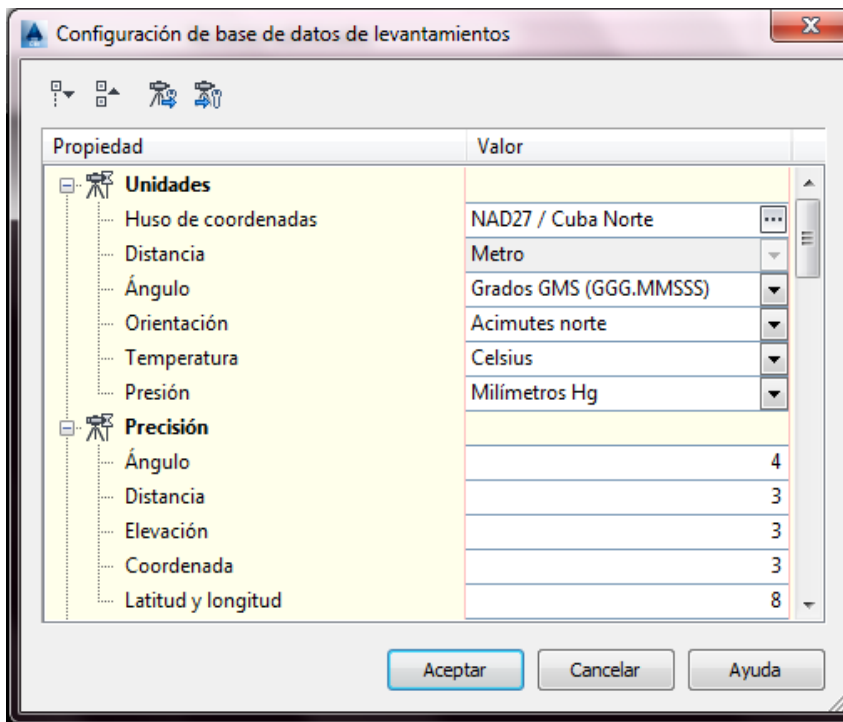 Configuración de base de datos de levantamientos
Propiedad Valor
Unidades
Huso de coordenadas NAD27 / Cuba Norte
Distancia Metro
Ángulo Grados GMS (GGG.MMSSS)
Orientación Acimutes norte
Temperatura Celsius
Presión Milímetros Hg
Precisión
Ángulo 4
Distancia 3
Elevación 3
Coordenada 3
Latitud y longitud 8
Aceptar Cancelar Ayuda